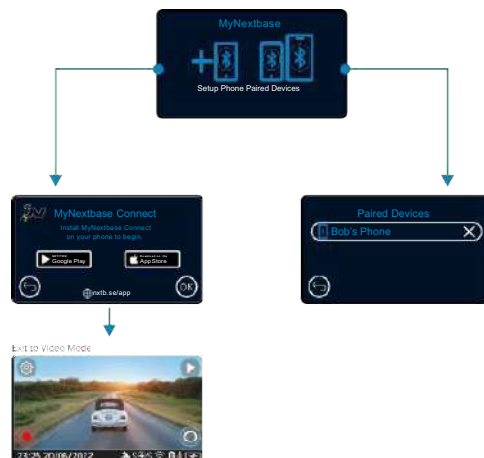 MyNextbase
Setup Phone Paired Devices
MyNextbase Connect
Install MyNextbase Connect
on your phone to begin
Google Play
App Store
nxtb.se/app
OK
Paired Devices
Bob's Phone
Exit to Video Mode
23:25 20/06/2022